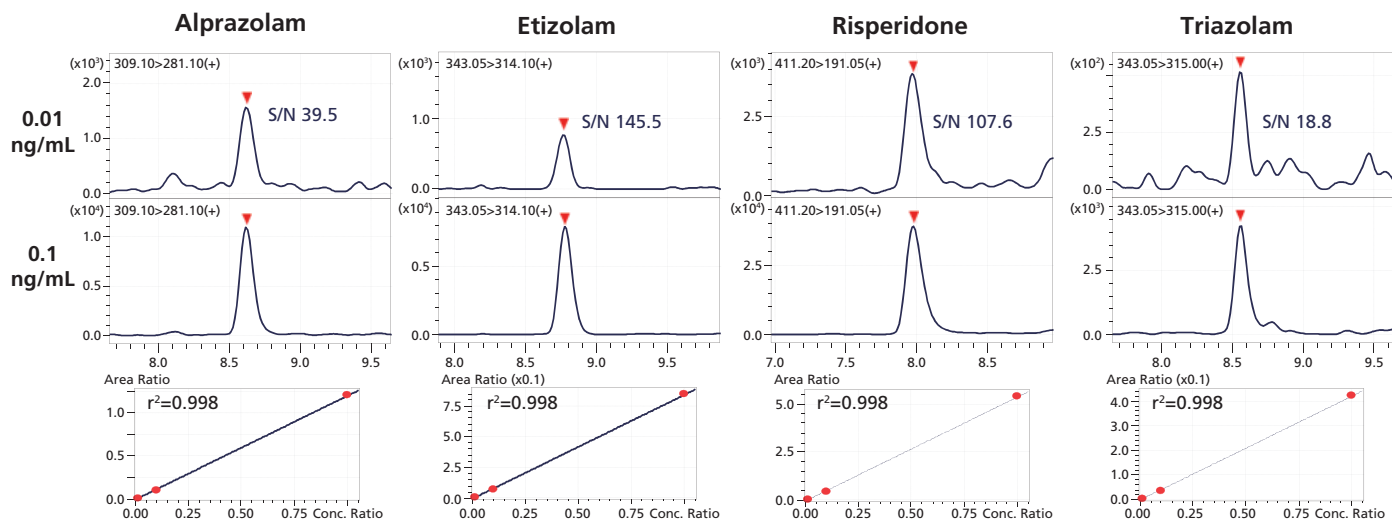 Alprazolam
Etizolam
Risperidone
Triazolam
0.01
ng/mL
(x10³)
309.10>281.10(+)
2.0
1.0
0.0
S/N 39.5
(x10³)
343.05>314.10(+)
1.0
0.0
S/N 145.5
(x10³)
411.20>191.05(+)
2.5
0.0
S/N 107.6
(x10²)
343.05>315.00(+)
2.5
0.0
S/N 18.8
0.1
ng/mL
(x10⁴)
309.10>281.10(+)
1.0
0.5
0.0
8.0 8.5 9.0 9.5
(x10⁴)
343.05>314.10(+)
0.5
0.0
8.0 8.5 9.0 9.5
(x10⁴)
411.20>191.05(+)
2.5
0.0
7.0 7.5 8.0 8.5
(x10³)
343.05>315.00(+)
2.5
0.0
8.0 8.5 9.0 9.5
Area Ratio
r²=0.998
1.0
0.5
0.0
0.00 0.25 0.50 0.75 Conc. Ratio
Area Ratio (x0.1)
r²=0.998
7.5
5.0
2.5
0.0
0.00 0.25 0.50 0.75 Conc. Ratio
Area Ratio
r²=0.998
5.0
2.5
0.0
0.00 0.25 0.50 0.75 Conc. Ratio
Area Ratio (x0.1)
r²=0.998
4.0
3.0
2.0
1.0
0.0
0.00 0.25 0.50 0.75 Conc. Ratio